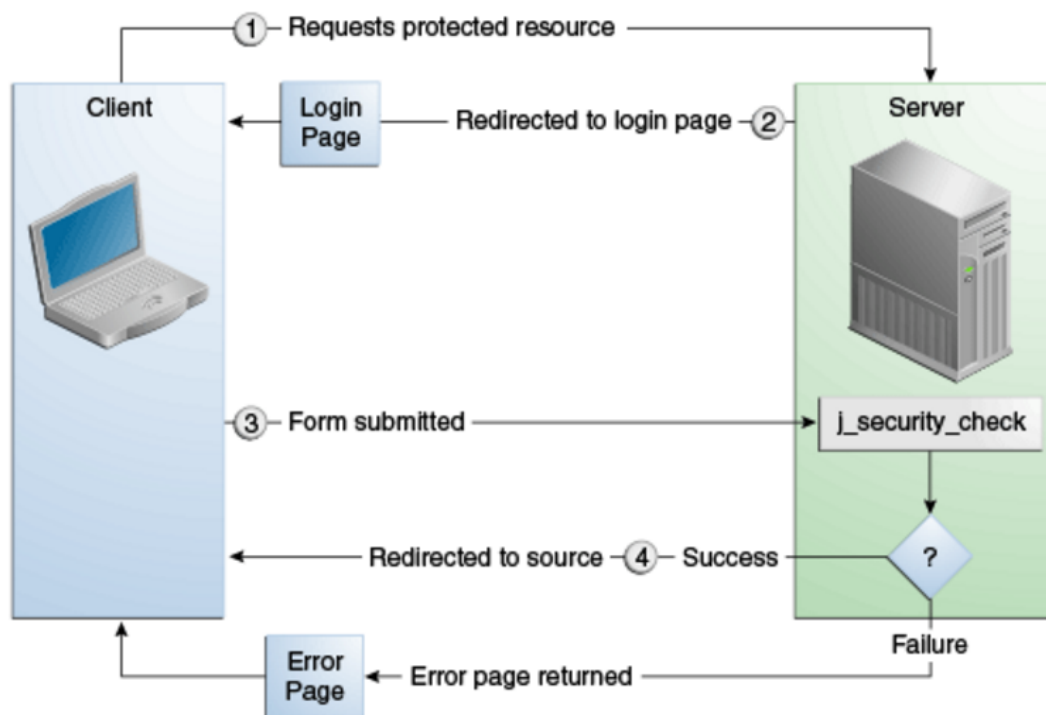 1 Requests protected resource
Client
Login
Page
Redirected to login page 2
Server
3 Form submitted
j_security_check
Redirected to source 4 Success
?
Failure
Error
Page
Error page returned